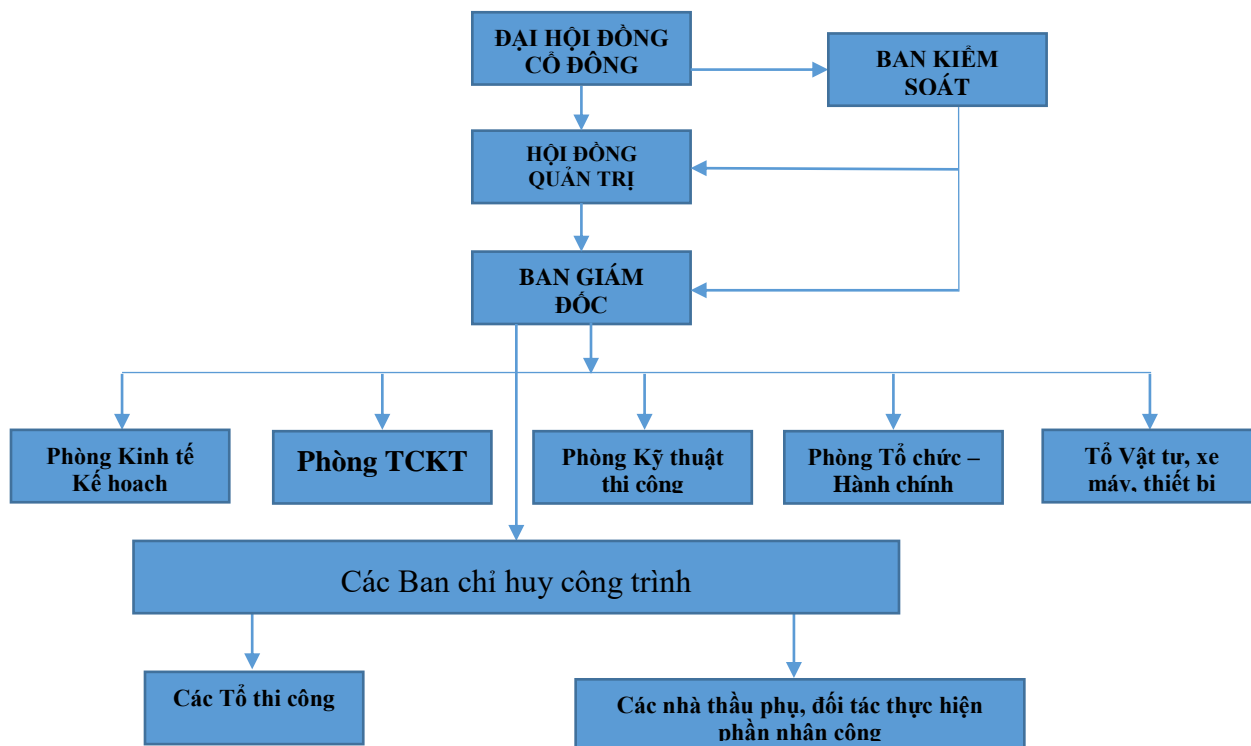 ĐẠI HỘI ĐỒNG
CỔ ĐÔNG
BAN KIỂM
SOÁT
HỘI ĐỒNG
QUẢN TRỊ
BAN GIÁM
ĐỐC
Phòng Kinh tế
Kế hoạch
Phòng TCKT
Phòng Kỹ thuật
thi công
Phòng Tổ chức –
Hành chính
Tổ Vật tư, xe
máy, thiết bị
Các Ban chỉ huy công trình
Các Tổ thi công
Các nhà thầu phụ, đối tác thực hiện
phần nhân công